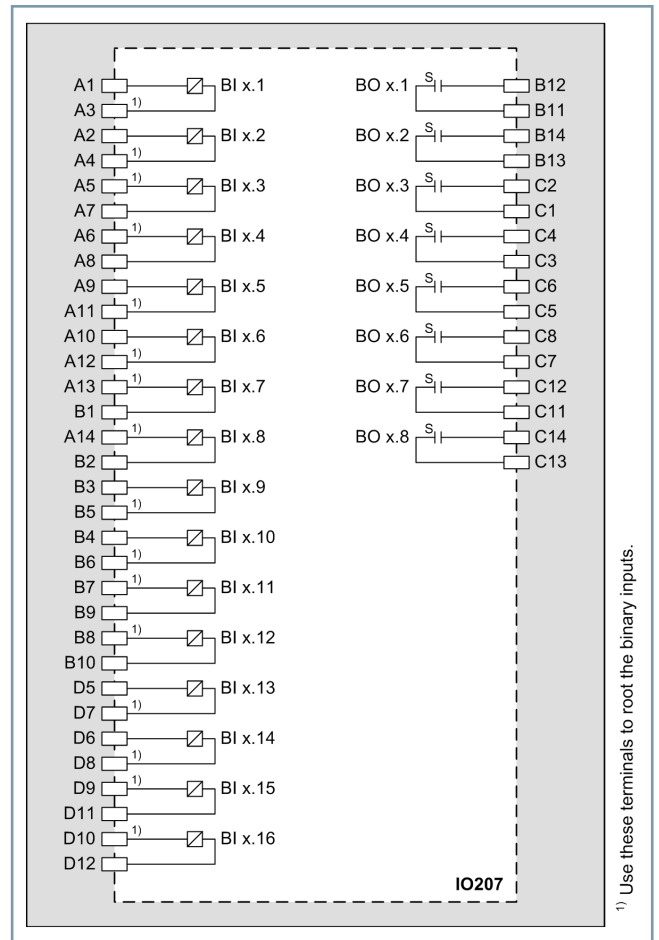 A1 BI x.1 BO x.1 S B12
A3 1) B11
A2 BI x.2 BO x.2 S B14
A4 1) B13
A5 1) BI x.3 BO x.3 S C2
A7 C1
A6 1) BI x.4 BO x.4 S C4
A8 C3
A9 BI x.5 BO x.5 S C6
A11 1) C5
A10 BI x.6 BO x.6 S C8
A12 1) C7
A13 1) BI x.7 BO x.7 S C12
B1 C11
A14 1) BI x.8 BO x.8 S C14
B2 C13
B3 BI x.9
B5 1)
B4 BI x.10
B6 1)
B7 1) BI x.11
B9
B8 1) BI x.12
B10
D5 BI x.13
D7 1)
D6 BI x.14
D8 1)
D9 1) BI x.15
D11
D10 1) BI x.16
D12
IO207
1) Use these terminals to root the binary inputs.